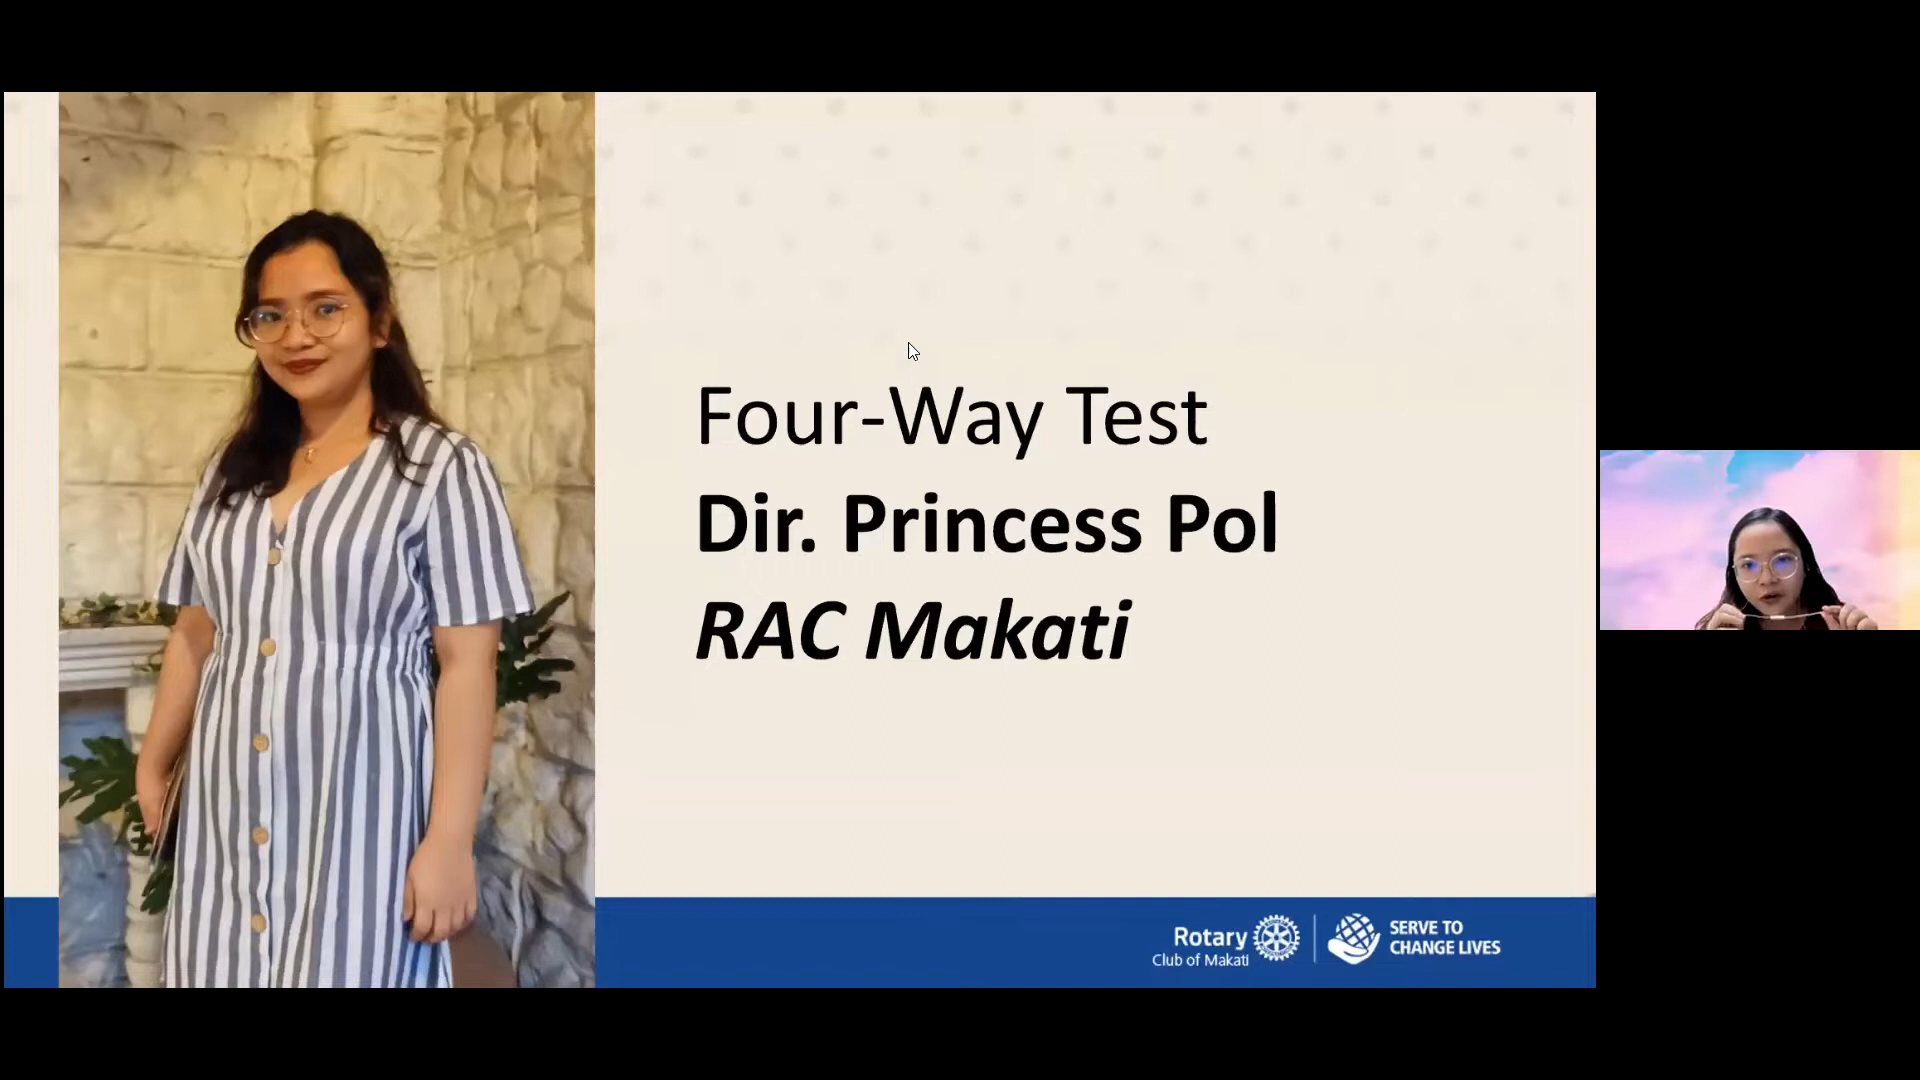 Four-Way Test
Dir. Princess Pol
RAC Makati
Rotary
Club of Makati
SERVE TO
CHANGE LIVES